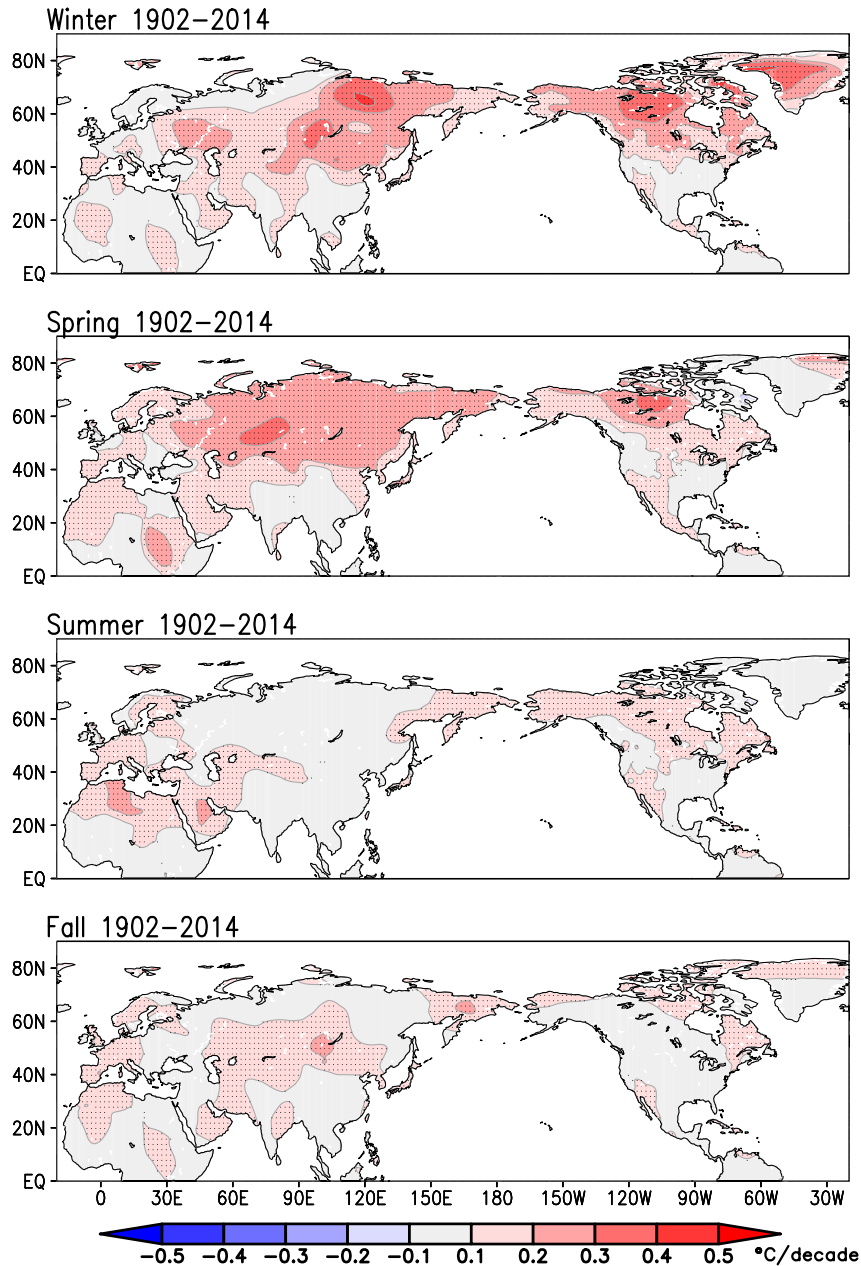 Winter 1902-2014
80N
60N
40N
20N
EQ
Spring 1902-2014
80N
60N
40N
20N
EQ
Summer 1902-2014
80N
60N
40N
20N
EQ
Fall 1902-2014
80N
60N
40N
20N
EQ
0 30E 60E 90E 120E 150E 180 150W 120W 90W 60W 30W
-0.5 -0.4 -0.3 -0.2 -0.1 0.1 0.2 0.3 0.4 0.5 °C/decade